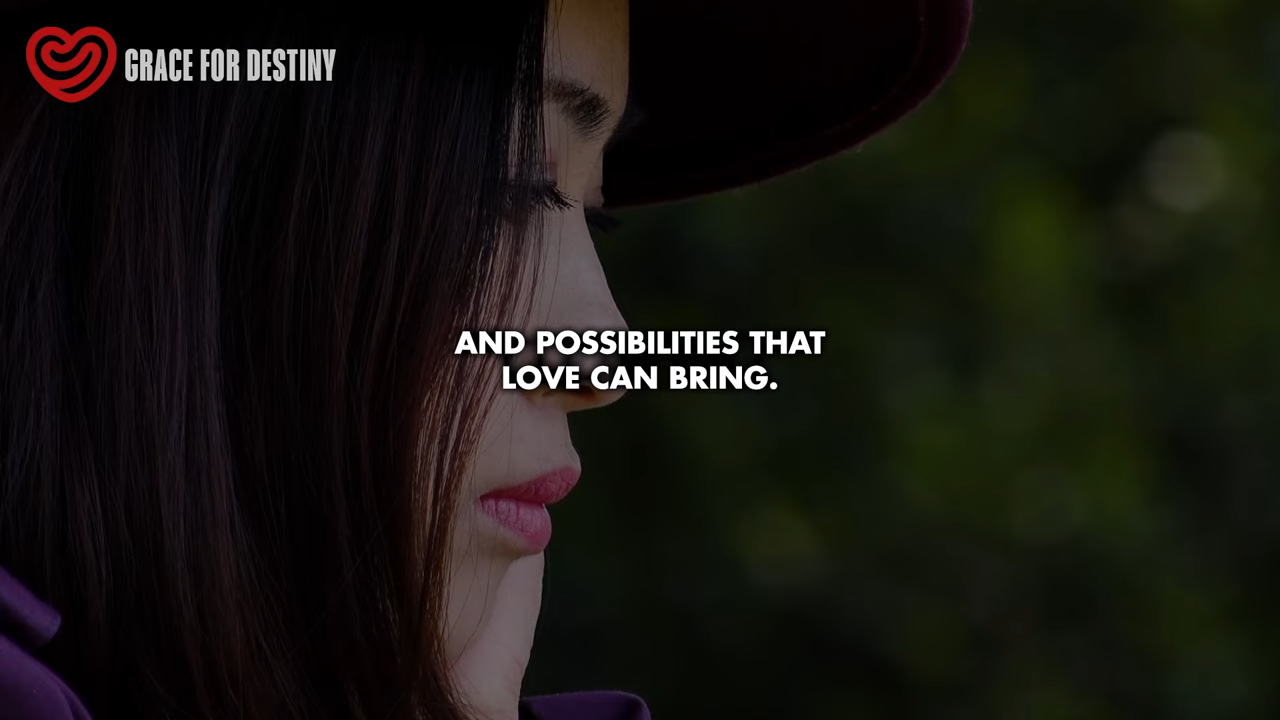 GRACE FOR DESTINY
AND POSSIBILITIES THAT
LOVE CAN BRING.